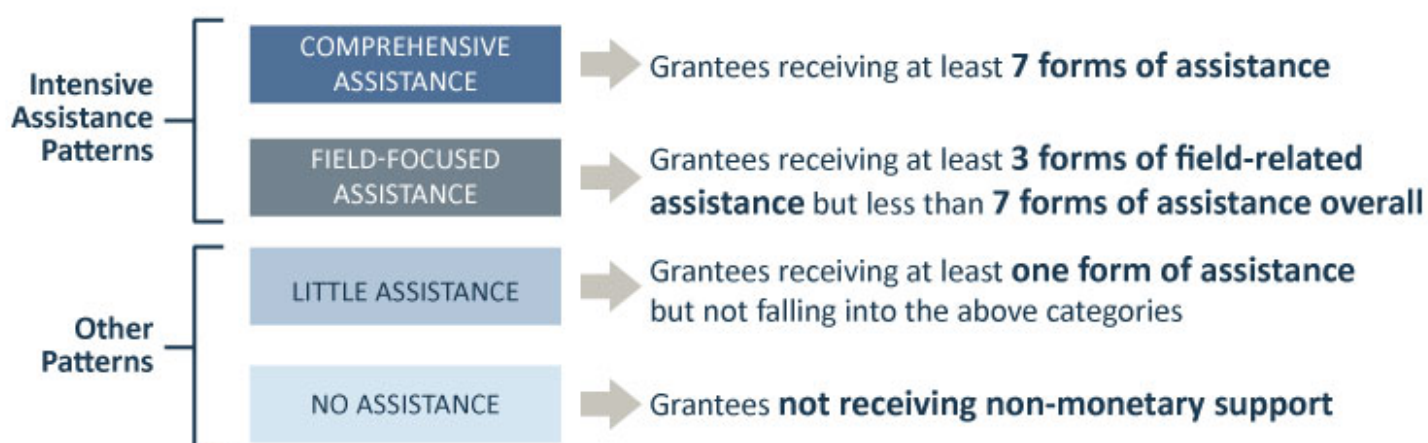 Intensive
Assistance
Patterns
COMPREHENSIVE
ASSISTANCE
Grantees receiving at least 7 forms of assistance
FIELD-FOCUSED
ASSISTANCE
Grantees receiving at least 3 forms of field-related
assistance but less than 7 forms of assistance overall
Other
Patterns
LITTLE ASSISTANCE
Grantees receiving at least one form of assistance
but not falling into the above categories
NO ASSISTANCE
Grantees not receiving non-monetary support